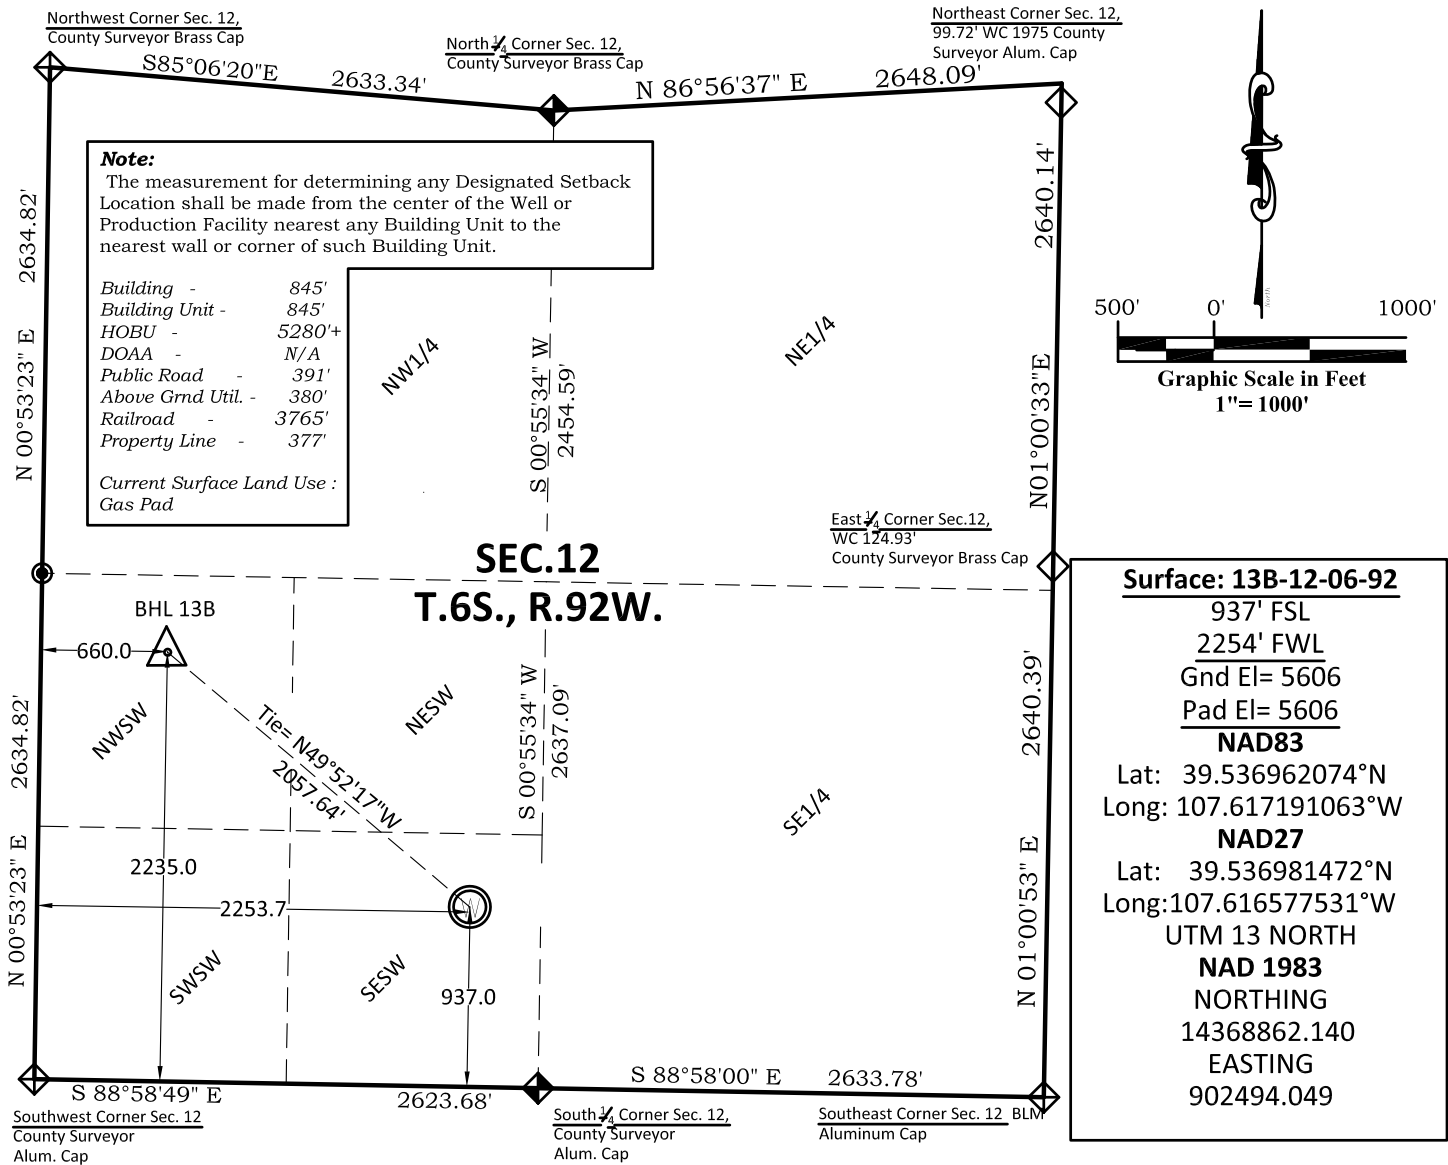 Northwest Corner Sec. 12,
County Surveyor Brass Cap
North 1/4 Corner Sec. 12,
County Surveyor Brass Cap
Northeast Corner Sec. 12,
99.72' WC 1975 County
Surveyor Alum. Cap
S85°06'20"E 2633.34'
N 86°56'37" E 2648.09'
Note:
The measurement for determining any Designated Setback
Location shall be made from the center of the Well or
Production Facility nearest any Building Unit to the
nearest wall or corner of such Building Unit.
Building - 845'
Building Unit - 845'
HOBU - 5280'+
DOAA - N/A
Public Road - 391'
Above Grnd Util. - 380'
Railroad - 3765'
Property Line - 377'
Current Surface Land Use :
Gas Pad
N 00°53'23" E 2634.82'
NW1/4
S 00°55'34" W
2454.59'
NE1/4
N01°00'33"E 2640.14'
North
500' 0' 1000'
Graphic Scale in Feet
1"= 1000'
East 1/4 Corner Sec.12,
WC 124.93'
County Surveyor Brass Cap
SEC.12
T.6S., R.92W.
BHL 13B
660.0
NWSW
NESW
Tie= N49°52'17"W
2057.64'
S 00°55'34" W
2637.09'
SE1/4
N 00°53'23" E 2634.82'
N 01°00'53" E 2640.39'
2235.0
2253.7
W
SWSW
SESW
937.0
S 88°58'49" E 2623.68'
S 88°58'00" E 2633.78'
Southwest Corner Sec. 12
County Surveyor
Alum. Cap
South 1/4 Corner Sec. 12,
County Surveyor
Alum. Cap
Southeast Corner Sec. 12 BLM
Aluminum Cap
Surface: 13B-12-06-92
937' FSL
2254' FWL
Gnd El= 5606
Pad El= 5606
NAD83
Lat: 39.536962074°N
Long: 107.617191063°W
NAD27
Lat: 39.536981472°N
Long:107.616577531°W
UTM 13 NORTH
NAD 1983
NORTHING
14368862.140
EASTING
902494.049